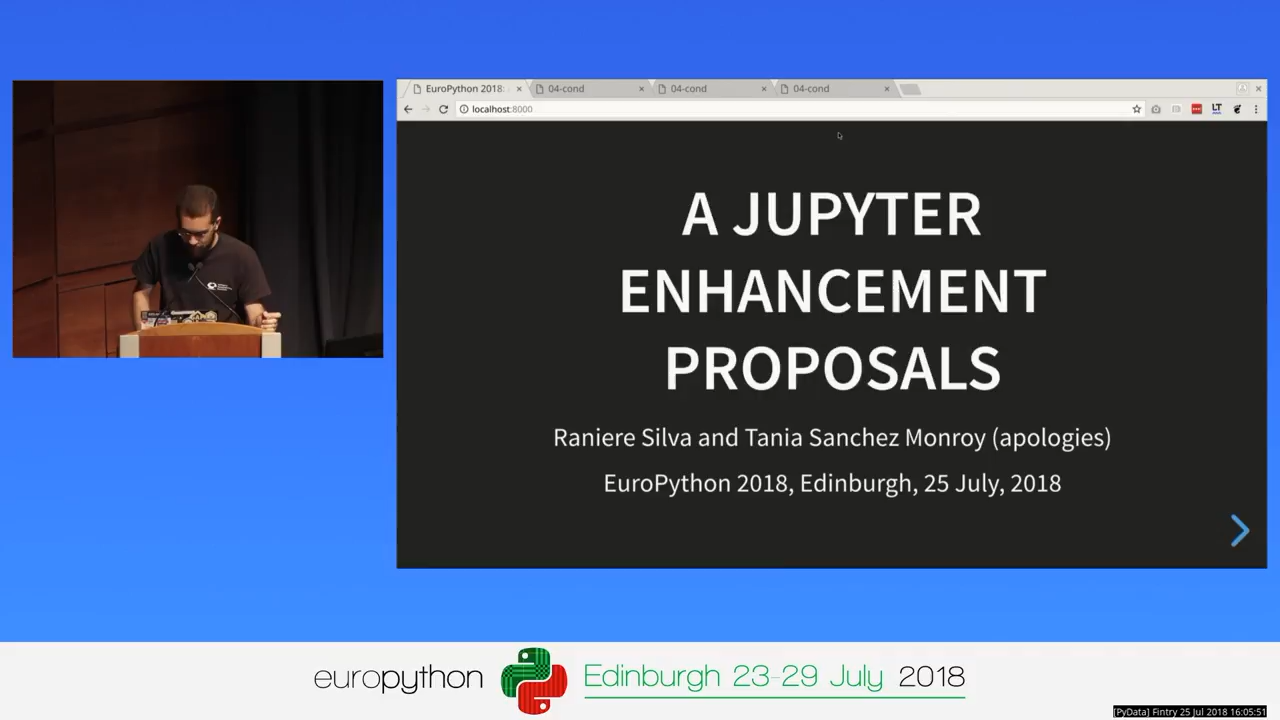 EuroPython 2018:
04-cond
04-cond
04-cond
localhost:8000
LT
A JUPYTER
ENHANCEMENT
PROPOSALS
Raniere Silva and Tania Sanchez Monroy (apologies)
EuroPython 2018, Edinburgh, 25 July, 2018
europython Edinburgh 23-29 July 2018
[PyData] Fintry 25 Jul 2018 16:05:51